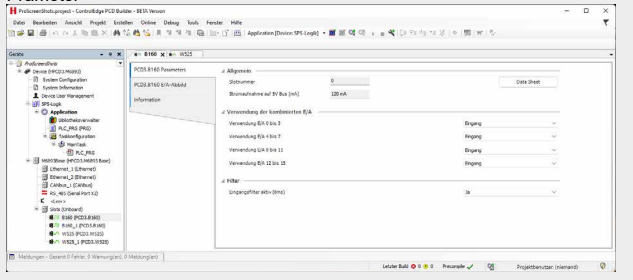 Prameter
ProScreenShots.project - ControlEdge PCD Builder - BETA Version
Datei Bearbeiten Ansicht Projekt Erstellen Online Debug Tools Fenster Hilfe
Application [Device: SPS-Logik]
Geräte
B160 W525
ProScreenShots
Device (HPCD3.M6893)
System Configuration
System Information
Device User Management
SPS-Logik
Application
Bibliotheksverwalter
PLC_PRG (PRG)
Taskkonfiguration
MainTask
PLC_PRG
M6893Base (HPCD3.M6893 Base)
Ethernet_1 (Ethernet)
Ethernet_2 (Ethernet)
CANbus_1 (CANbus)
RS_485 (Serial Port X2)
<Leer>
Slots (Onboard)
B160 (PCD3.B160)
B160_1 (PCD3.B160)
W525 (PCD3.W525)
W525_1 (PCD3.W525)
PCD3.B160 Parameters
PCD3.B160 E/A-Abbild
Information
Allgemein
Slotnummer 0
Data Sheet
Stromaufnahme auf 5V Bus [mA] 120 mA
Verwendung der kombinierten E/A
Verwendung E/A 0 bis 3 Eingang
Verwendung E/A 4 bis 7 Eingang
Verwendung E/A 8 bis 11 Eingang
Verwendung E/A 12 bis 15 Eingang
Filter
Eingangsfilter aktiv (8ms) Ja
Meldungen - Gesamt 0 Fehler, 0 Warnung(en), 0 Meldung(en)
Letzter Build 0 0 Precompile Projektbenutzer: (niemand)